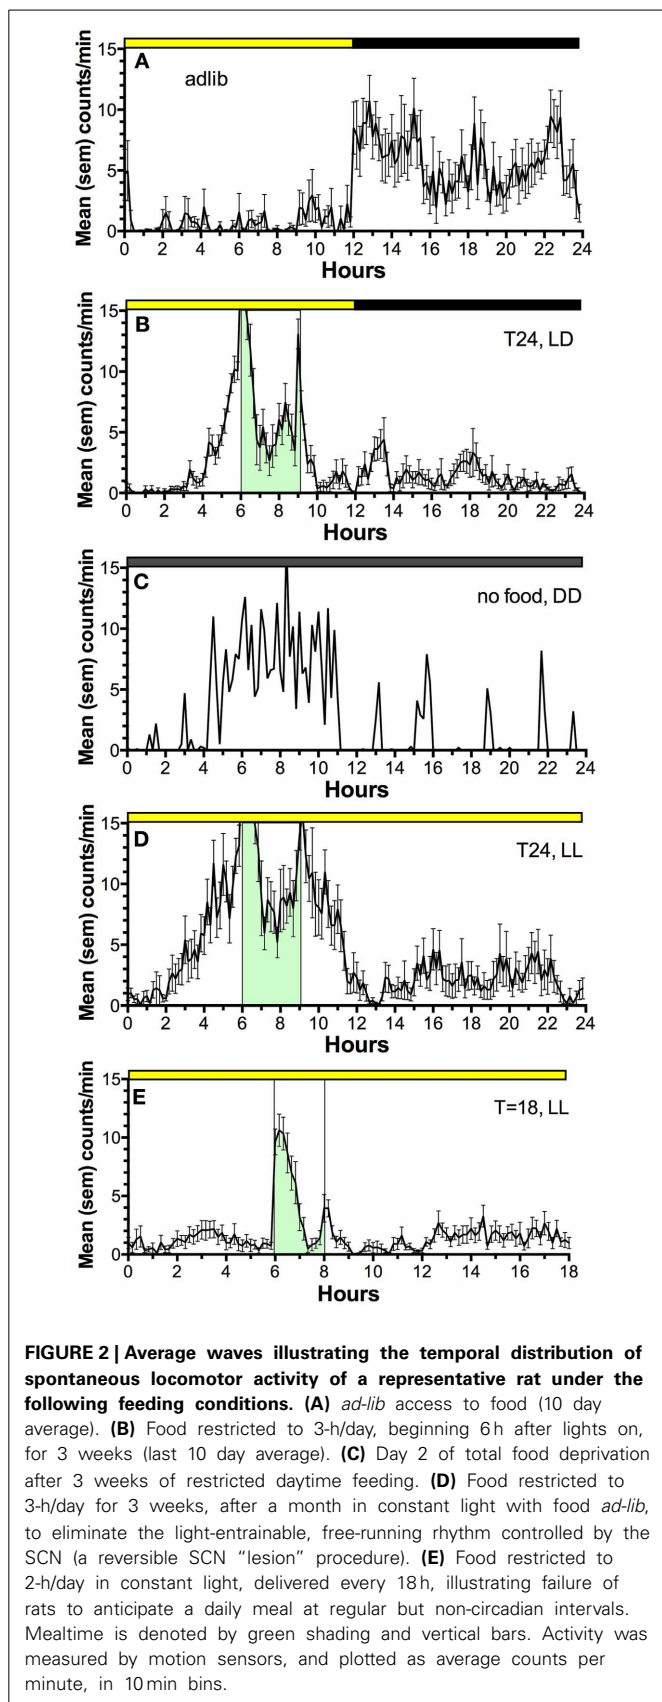 A
adlib
Mean (sem) counts/min
15
10
5
0
0 2 4 6 8 10 12 14 16 18 20 22 24
Hours
B
T24, LD
Mean (sem) counts/min
15
10
5
0
0 2 4 6 8 10 12 14 16 18 20 22 24
Hours
C
no food, DD
Mean (sem) counts/min
15
10
5
0
0 2 4 6 8 10 12 14 16 18 20 22 24
Hours
D
T24, LL
Mean (sem) counts/min
15
10
5
0
0 2 4 6 8 10 12 14 16 18 20 22 24
Hours
E
T=18, LL
Mean (sem) counts/min
15
10
5
0
0 2 4 6 8 10 12 14 16 18
Hours
FIGURE 2 | Average waves illustrating the temporal distribution of
spontaneous locomotor activity of a representative rat under the
following feeding conditions. (A) ad-lib access to food (10 day
average). (B) Food restricted to 3-h/day, beginning 6 h after lights on,
for 3 weeks (last 10 day average). (C) Day 2 of total food deprivation
after 3 weeks of restricted daytime feeding. (D) Food restricted to
3-h/day for 3 weeks, after a month in constant light with food ad-lib,
to eliminate the light-entrainable, free-running rhythm controlled by the
SCN (a reversible SCN "lesion" procedure). (E) Food restricted to
2-h/day in constant light, delivered every 18 h, illustrating failure of
rats to anticipate a daily meal at regular but non-circadian intervals.
Mealtime is denoted by green shading and vertical bars. Activity was
measured by motion sensors, and plotted as average counts per
minute, in 10 min bins.